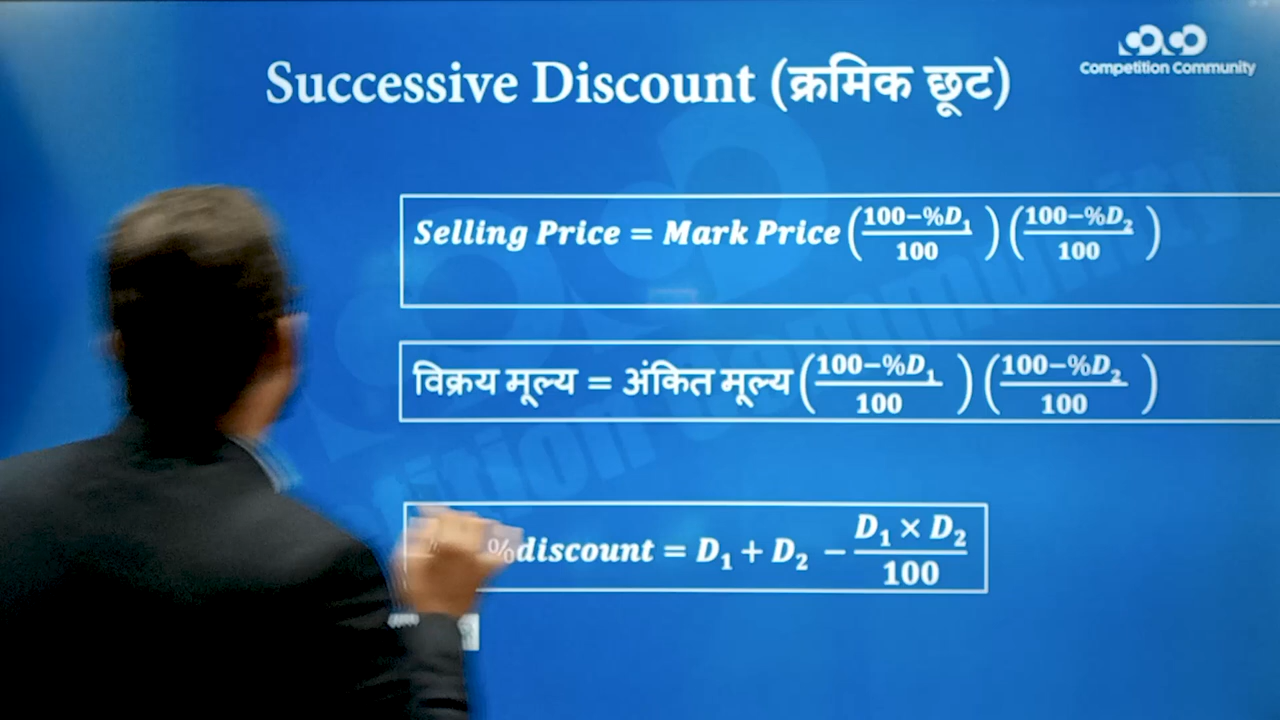 Competition Community
Successive Discount (क्रमिक छूट)
Selling Price = Mark Price ((100−%D₁)/100) ((100−%D₂)/100)
विक्रय मूल्य = अंकित मूल्य ((100−%D₁)/100) ((100−%D₂)/100)
%discount = D₁ + D₂ − (D₁ × D₂)/100